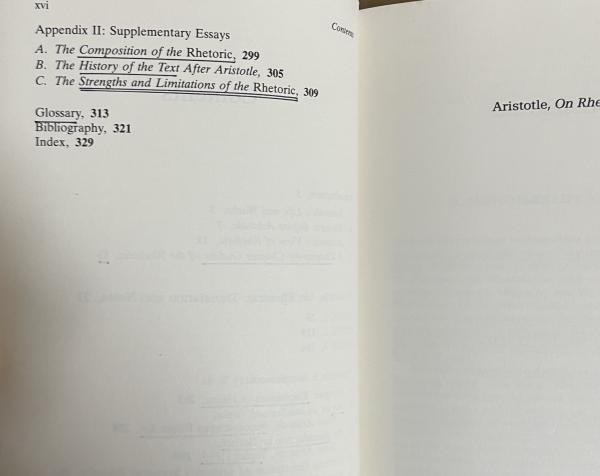 xvi
Contents
Appendix II: Supplementary Essays
A. The Composition of the Rhetoric, 299
B. The History of the Text After Aristotle, 305
C. The Strengths and Limitations of the Rhetoric, 309
Glossary, 313
Bibliography, 321
Index, 329
Aristotle, On Rhe